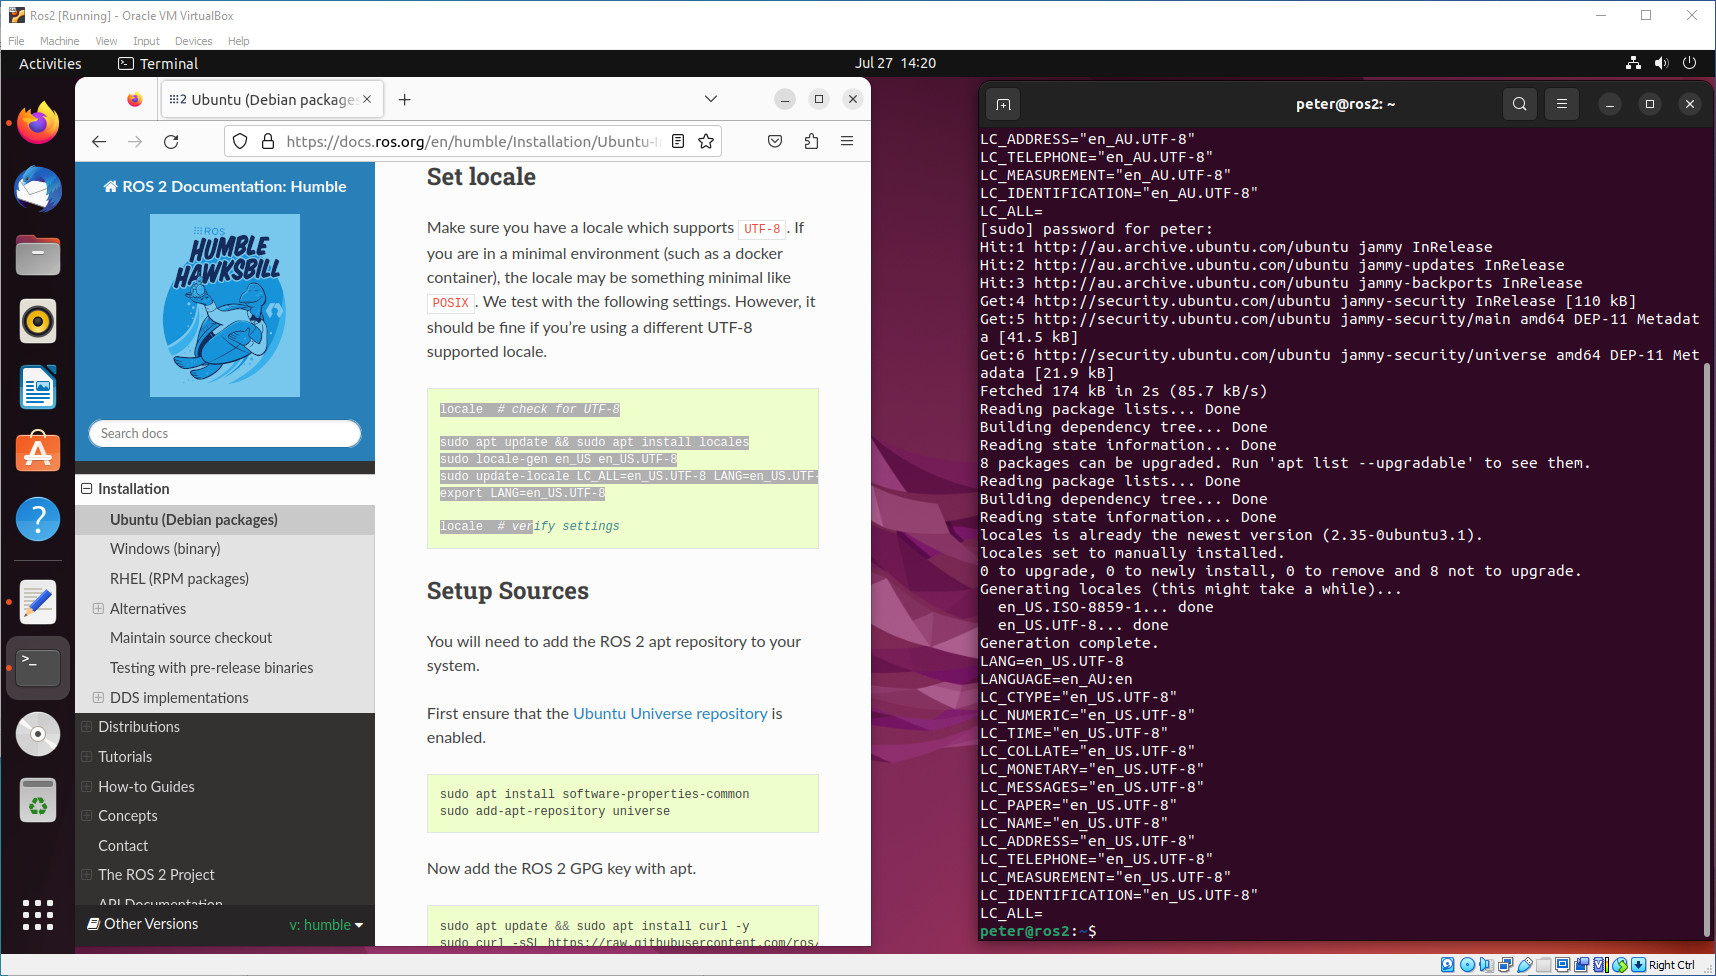 Ros2 [Running] - Oracle VM VirtualBox
File Machine View Input Devices Help
Activities Terminal Jul 27 14:20
Ubuntu (Debian packages
https://docs.ros.org/en/humble/Installation/Ubuntu-I
ROS 2 Documentation: Humble
ROS
HUMBLE
HAWKSBILL
Search docs
Installation
Ubuntu (Debian packages)
Windows (binary)
RHEL (RPM packages)
Alternatives
Maintain source checkout
Testing with pre-release binaries
DDS implementations
Distributions
Tutorials
How-to Guides
Concepts
Contact
The ROS 2 Project
API Documentation
Other Versions v: humble
Set locale
Make sure you have a locale which supports UTF-8. If
you are in a minimal environment (such as a docker
container), the locale may be something minimal like
POSIX. We test with the following settings. However, it
should be fine if you're using a different UTF-8
supported locale.
locale # check for UTF-8
sudo apt update && sudo apt install locales
sudo locale-gen en_US en_US.UTF-8
sudo update-locale LC_ALL=en_US.UTF-8 LANG=en_US.UTF-
export LANG=en_US.UTF-8
locale # verify settings
Setup Sources
You will need to add the ROS 2 apt repository to your
system.
First ensure that the Ubuntu Universe repository is
enabled.
sudo apt install software-properties-common
sudo add-apt-repository universe
Now add the ROS 2 GPG key with apt.
sudo apt update && sudo apt install curl -y
sudo curl -sSL https://raw.githubusercontent.com/ros/
peter@ros2: ~
LC_ADDRESS="en_AU.UTF-8"
LC_TELEPHONE="en_AU.UTF-8"
LC_MEASUREMENT="en_AU.UTF-8"
LC_IDENTIFICATION="en_AU.UTF-8"
LC_ALL=
[sudo] password for peter:
Hit:1 http://au.archive.ubuntu.com/ubuntu jammy InRelease
Hit:2 http://au.archive.ubuntu.com/ubuntu jammy-updates InRelease
Hit:3 http://au.archive.ubuntu.com/ubuntu jammy-backports InRelease
Get:4 http://security.ubuntu.com/ubuntu jammy-security InRelease [110 kB]
Get:5 http://security.ubuntu.com/ubuntu jammy-security/main amd64 DEP-11 Metadat
a [41.5 kB]
Get:6 http://security.ubuntu.com/ubuntu jammy-security/universe amd64 DEP-11 Met
adata [21.9 kB]
Fetched 174 kB in 2s (85.7 kB/s)
Reading package lists... Done
Building dependency tree... Done
Reading state information... Done
8 packages can be upgraded. Run 'apt list --upgradable' to see them.
Reading package lists... Done
Building dependency tree... Done
Reading state information... Done
locales is already the newest version (2.35-0ubuntu3.1).
locales set to manually installed.
0 to upgrade, 0 to newly install, 0 to remove and 8 not to upgrade.
Generating locales (this might take a while)...
en_US.ISO-8859-1... done
en_US.UTF-8... done
Generation complete.
LANG=en_US.UTF-8
LANGUAGE=en_AU:en
LC_CTYPE="en_US.UTF-8"
LC_NUMERIC="en_US.UTF-8"
LC_TIME="en_US.UTF-8"
LC_COLLATE="en_US.UTF-8"
LC_MONETARY="en_US.UTF-8"
LC_MESSAGES="en_US.UTF-8"
LC_PAPER="en_US.UTF-8"
LC_NAME="en_US.UTF-8"
LC_ADDRESS="en_US.UTF-8"
LC_TELEPHONE="en_US.UTF-8"
LC_MEASUREMENT="en_US.UTF-8"
LC_IDENTIFICATION="en_US.UTF-8"
LC_ALL=
peter@ros2:~$
Right Ctrl